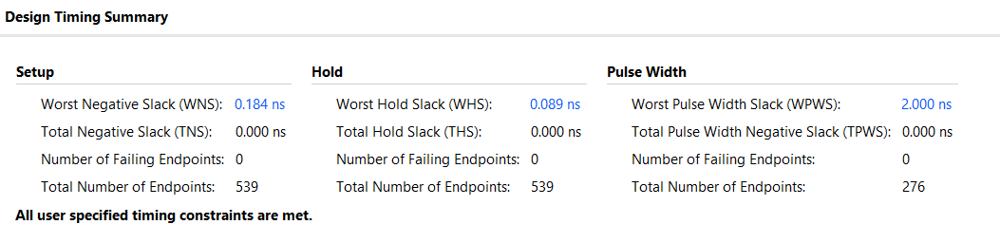 Design Timing Summary
Setup Hold Pulse Width
Worst Negative Slack (WNS): 0.184 ns Worst Hold Slack (WHS): 0.089 ns Worst Pulse Width Slack (WPWS): 2.000 ns
Total Negative Slack (TNS): 0.000 ns Total Hold Slack (THS): 0.000 ns Total Pulse Width Negative Slack (TPWS): 0.000 ns
Number of Failing Endpoints: 0 Number of Failing Endpoints: 0 Number of Failing Endpoints: 0
Total Number of Endpoints: 539 Total Number of Endpoints: 539 Total Number of Endpoints: 276
All user specified timing constraints are met.